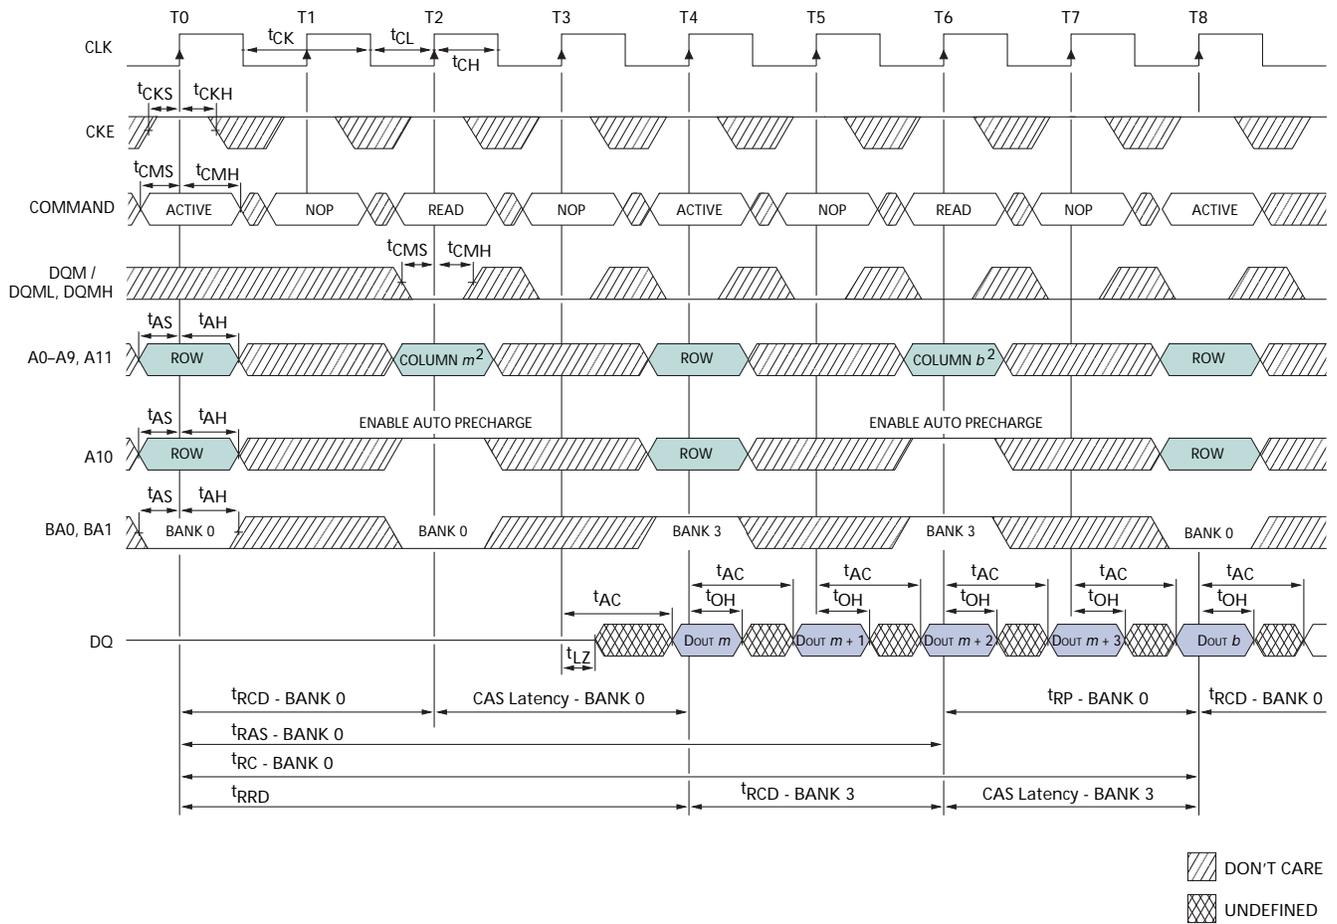 T0 T1 T2 T3 T4 T5 T6 T7 T8
CLK
tCK tCL
tCH
tCKS tCKH
CKE
tCMS tCMH
COMMAND ACTIVE NOP READ NOP ACTIVE NOP READ NOP ACTIVE
tCMS tCMH
DQM /
DQML, DQMH
tAS tAH
A0–A9, A11 ROW COLUMN m2 ROW COLUMN b2 ROW
tAS tAH ENABLE AUTO PRECHARGE ENABLE AUTO PRECHARGE
A10 ROW ROW ROW
tAS tAH
BA0, BA1 BANK 0 BANK 0 BANK 3 BANK 3 BANK 0
tAC tAC tAC tAC tAC
tAC tOH tOH tOH tOH tOH
DQ DOUT m DOUT m + 1 DOUT m + 2 DOUT m + 3 DOUT b
tLZ
tRCD - BANK 0 CAS Latency - BANK 0 tRP - BANK 0 tRCD - BANK 0
tRAS - BANK 0
tRC - BANK 0
tRRD tRCD - BANK 3 CAS Latency - BANK 3
DON'T CARE
UNDEFINED